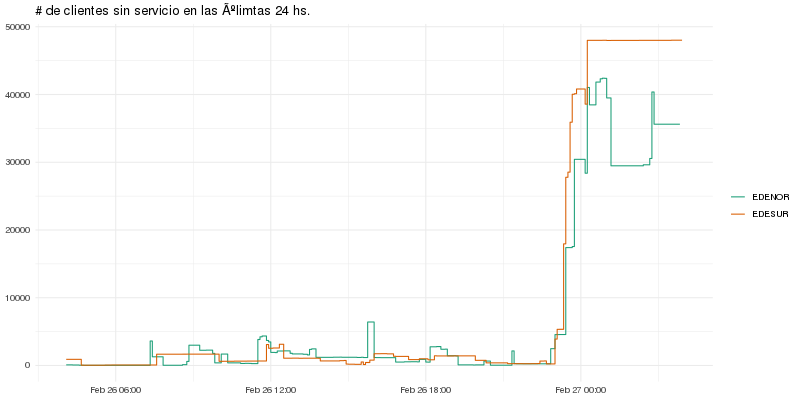 # de clientes sin servicio en las Ãºlimtas 24 hs.
50000
40000
30000
20000
10000
0
Feb 26 06:00
Feb 26 12:00
Feb 26 18:00
Feb 27 00:00
EDENOR
EDESUR